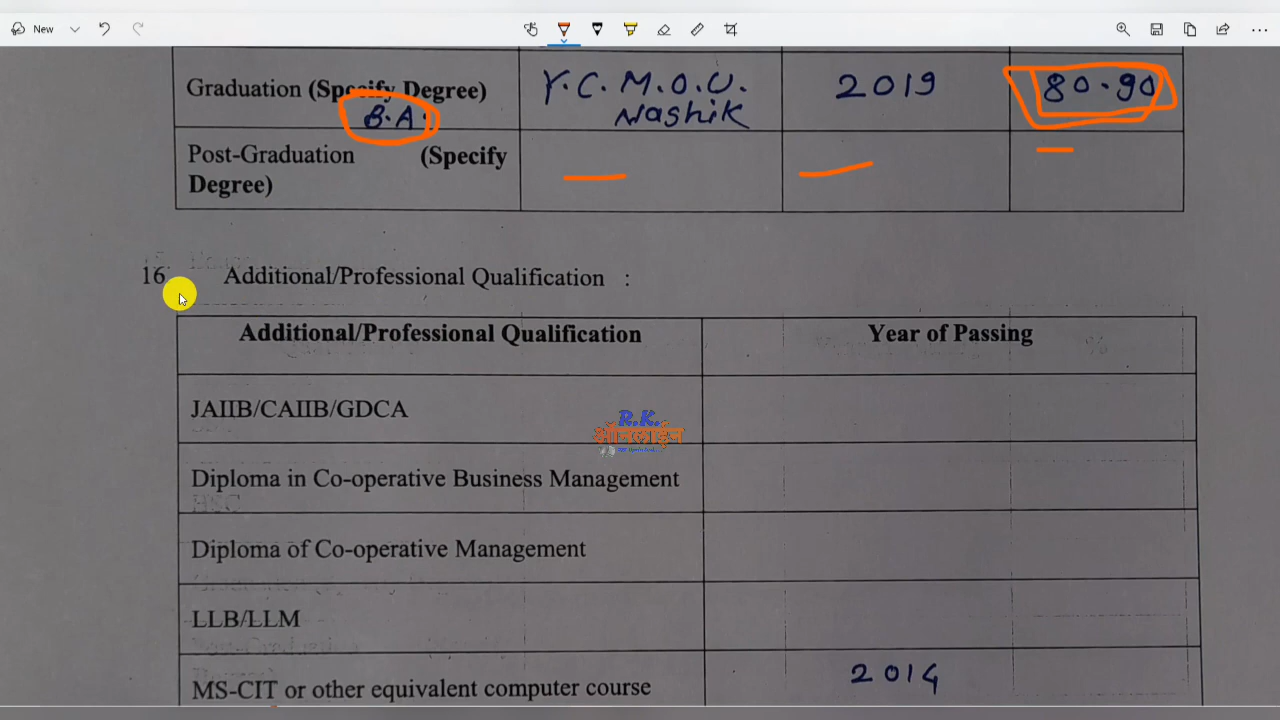 New
Graduation (Specify Degree)
B.A.
Y.C.M.O.U.
Nashik
2019
80.90
Post-Graduation (Specify
Degree)
16 Additional/Professional Qualification :
Additional/Professional Qualification Year of Passing
JAIIB/CAIIB/GDCA
R.K.
ऑनलाईन
Diploma in Co-operative Business Management
Diploma of Co-operative Management
LLB/LLM
MS-CIT or other equivalent computer course 2014